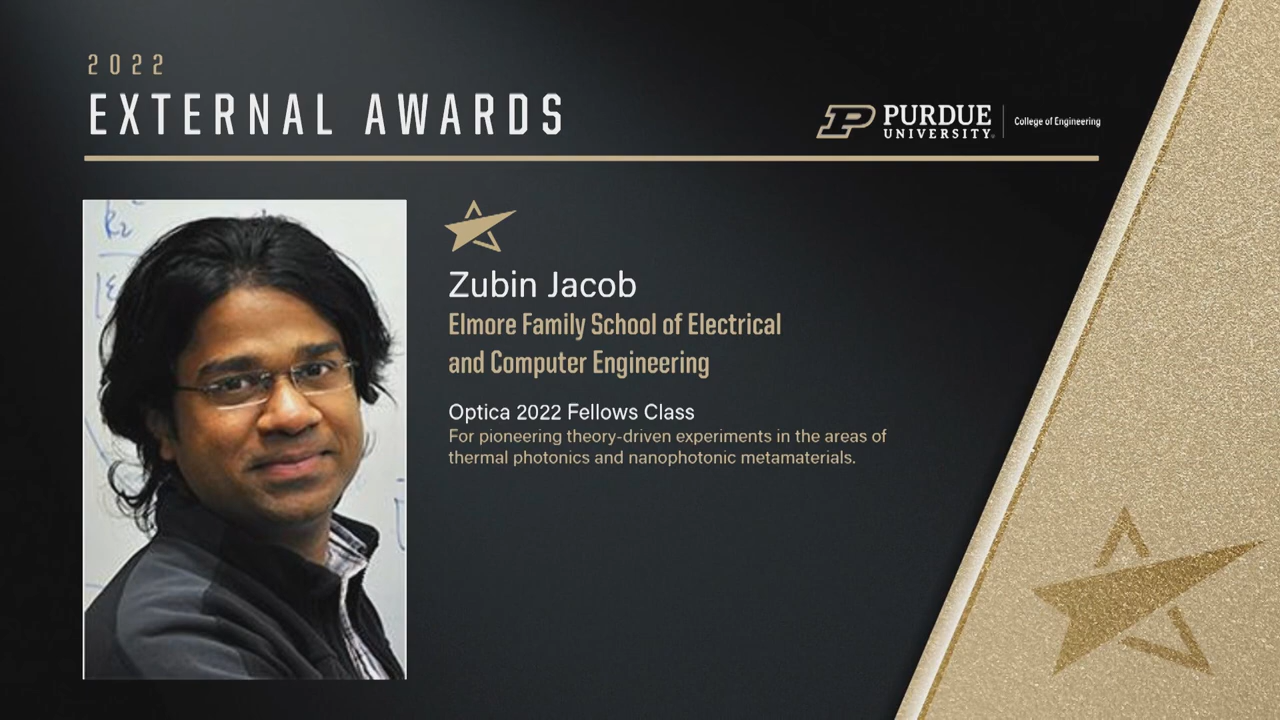 2022
EXTERNAL AWARDS
PURDUE
UNIVERSITY
College of Engineering
Zubin Jacob
Elmore Family School of Electrical
and Computer Engineering
Optica 2022 Fellows Class
For pioneering theory-driven experiments in the areas of
thermal photonics and nanophotonic metamaterials.